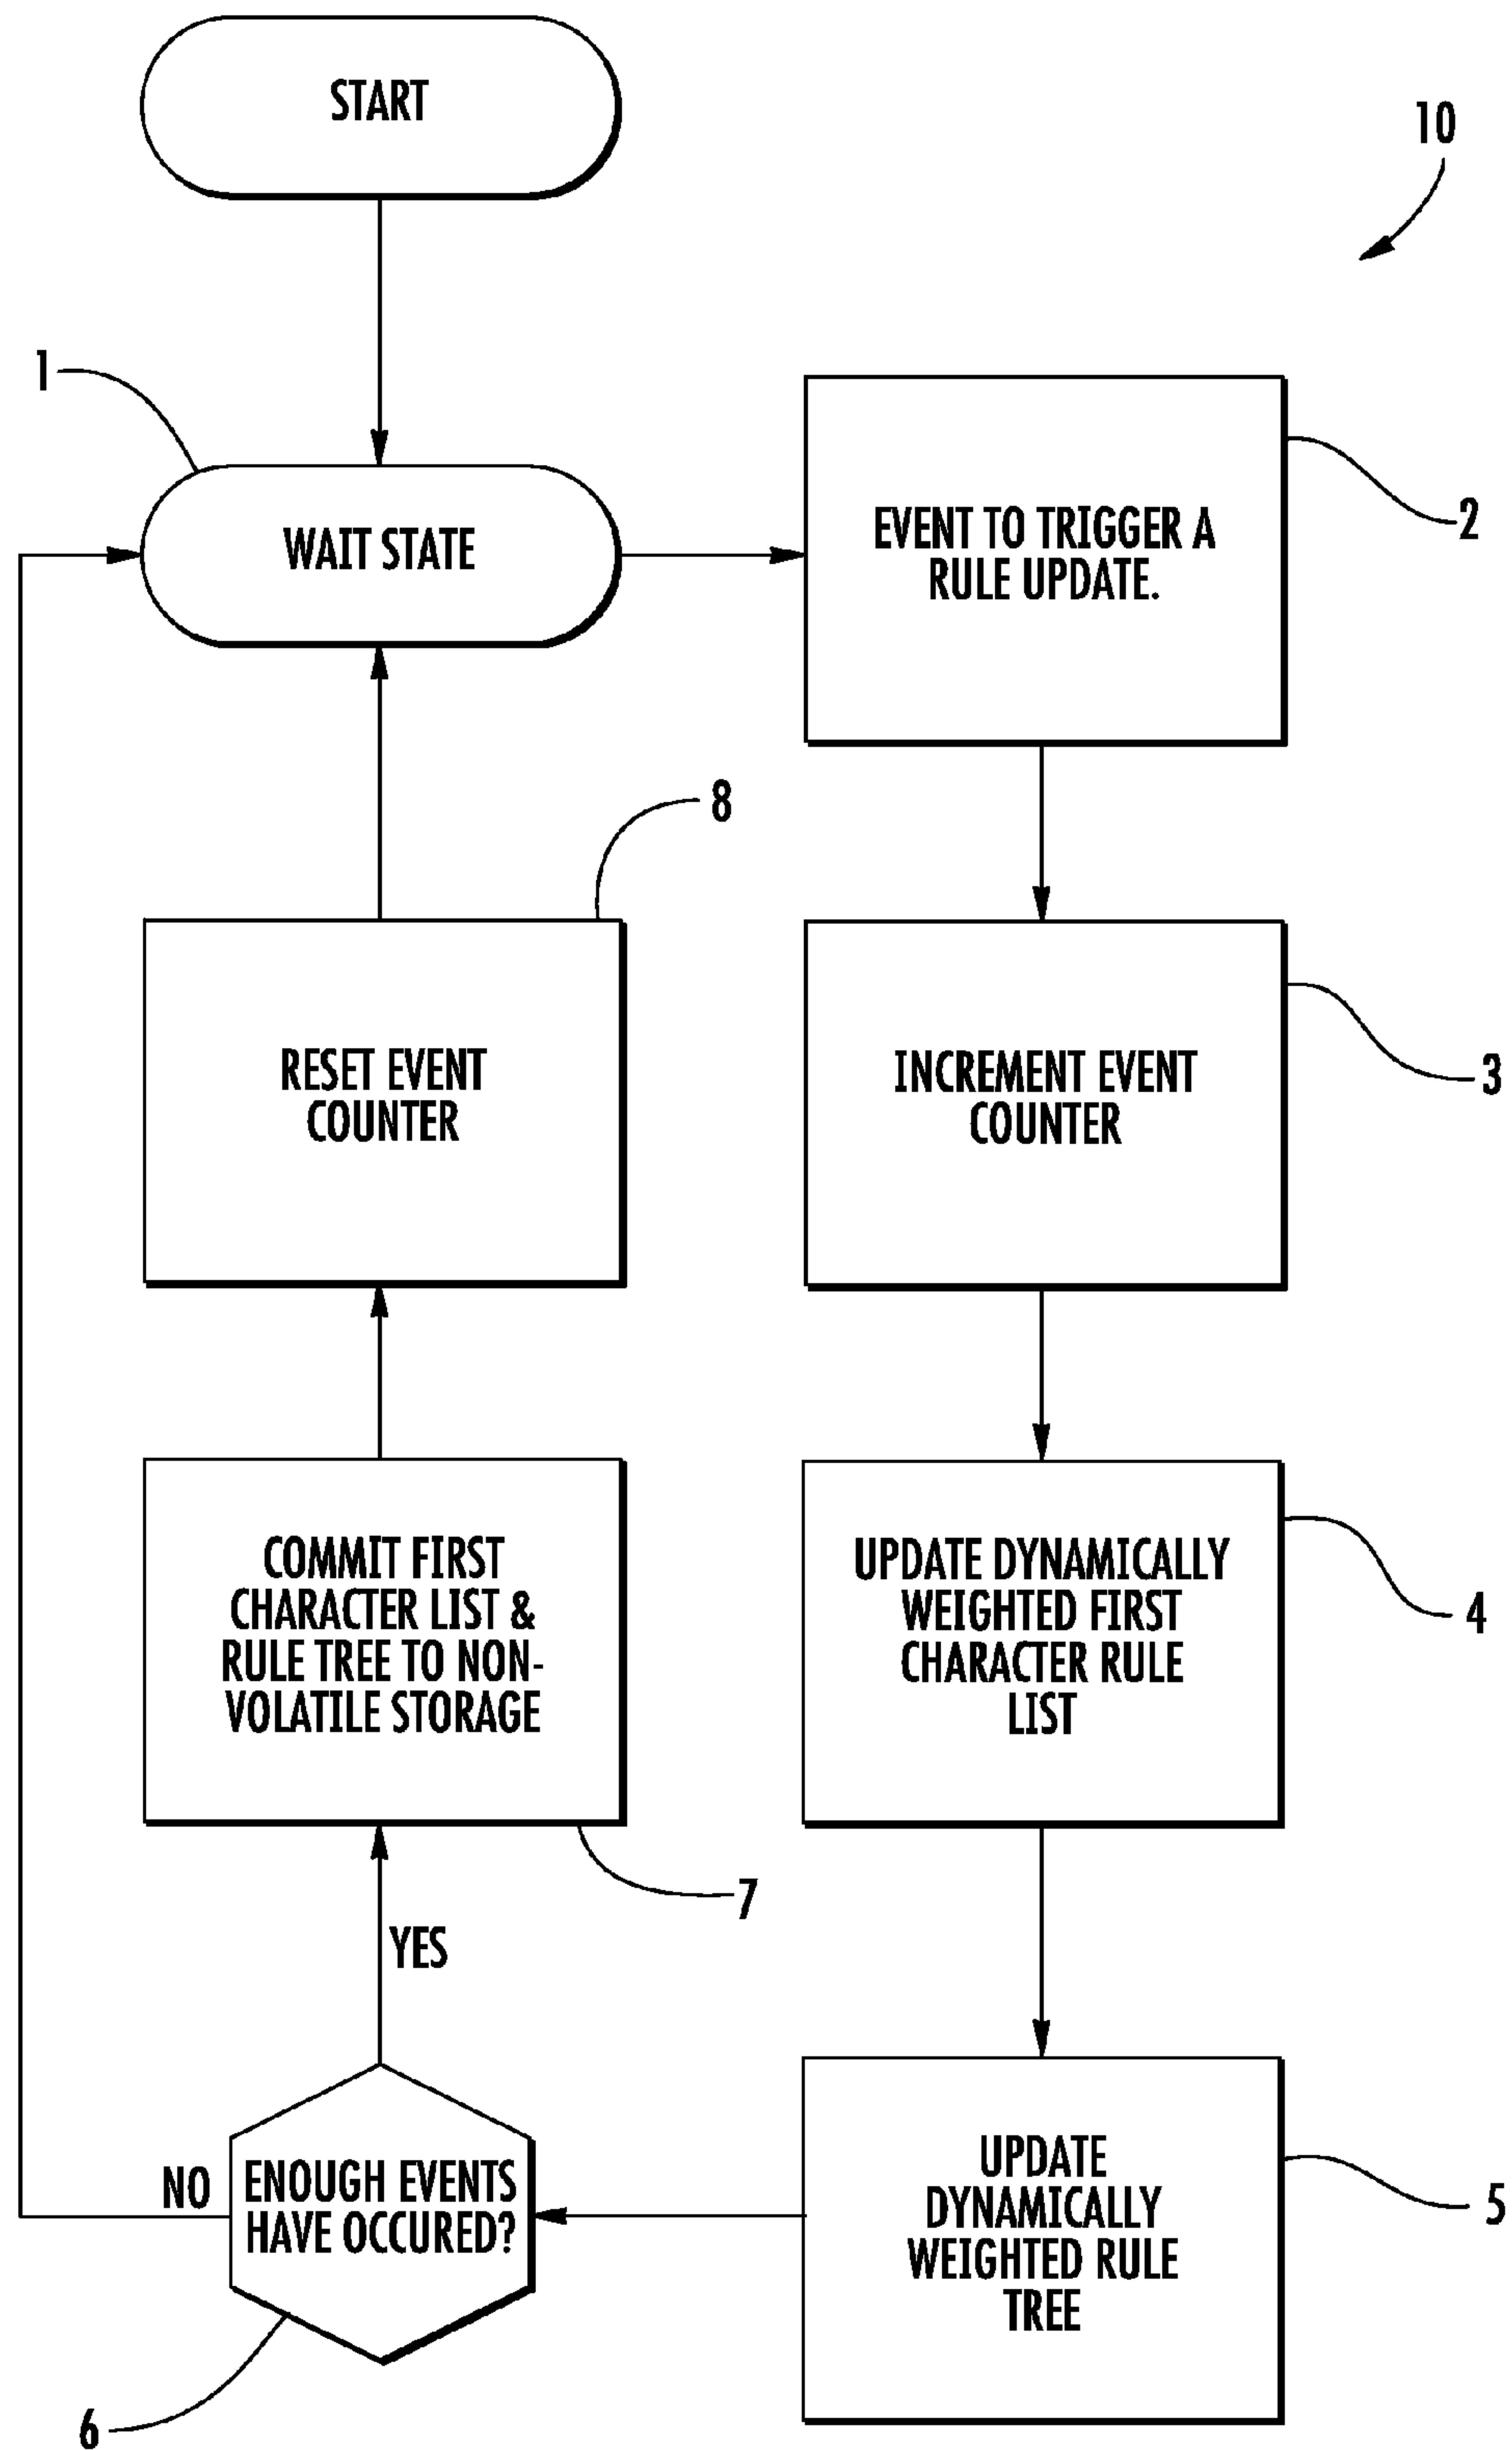 START
10
1
WAIT STATE
EVENT TO TRIGGER A
RULE UPDATE.
2
8
RESET EVENT
COUNTER
INCREMENT EVENT
COUNTER
3
COMMIT FIRST
CHARACTER LIST &
RULE TREE TO NON-
VOLATILE STORAGE
UPDATE DYNAMICALLY
WEIGHTED FIRST
CHARACTER RULE
LIST
4
7
YES
NO
ENOUGH EVENTS
HAVE OCCURED?
UPDATE
DYNAMICALLY
WEIGHTED RULE
TREE
5
6